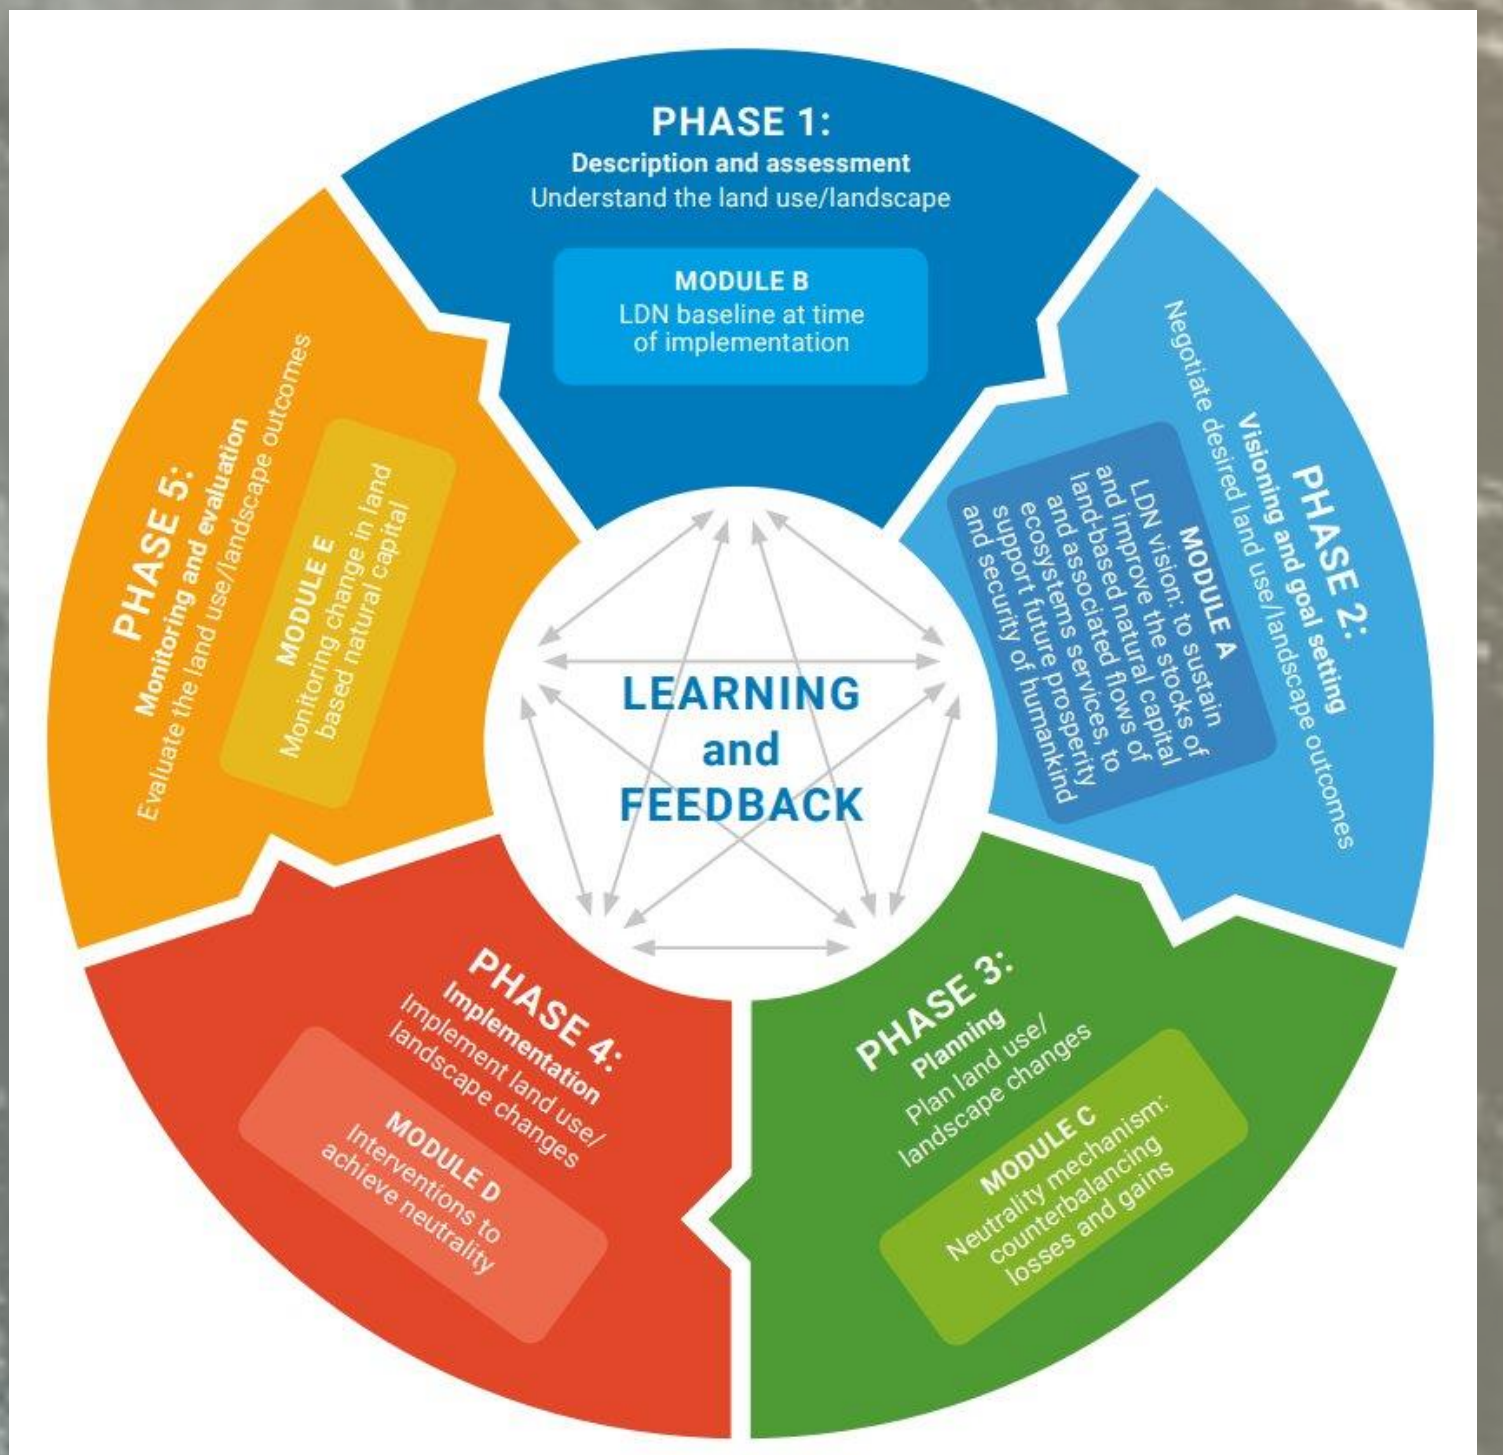 PHASE 1:
Description and assessment
Understand the land use/landscape
MODULE B
LDN baseline at time
of implementation
PHASE 2:
Visioning and goal setting
Negotiate desired land use/landscape outcomes
MODULE A
LDN vision: to sustain
and improve the stocks of
land-based natural capital
and associated flows of
ecosystems services, to
support future prosperity
and security of humankind
PHASE 3:
Planning
Plan land use/
landscape changes
MODULE C
Neutrality mechanism:
counterbalancing
losses and gains
PHASE 4:
Implementation
Implement land use/
landscape changes
MODULE D
Interventions to
achieve neutrality
PHASE 5:
Monitoring and evaluation
Evaluate the land use/landscape outcomes
MODULE E
Monitoring change in land
based natural capital
LEARNING
and
FEEDBACK